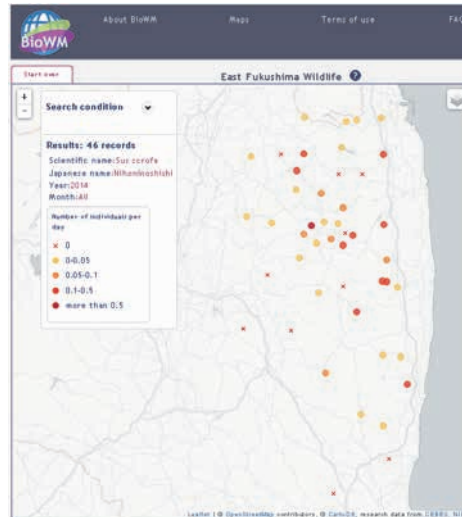 BioWM
About BioWM Maps Terms of use FAQ
Start over
East Fukushima Wildlife ?
+
-
Search condition
Results: 46 records
Scientific name:Sus scrofa
Japanese name:Nihoninoshishi
Year:2014
Month:All
Number of individuals per
day
0
0-0.05
0.05-0.1
0.1-0.5
more than 0.5
Leaflet | © OpenStreetMap contributors, © CartoDB, research data from CEBES, NI